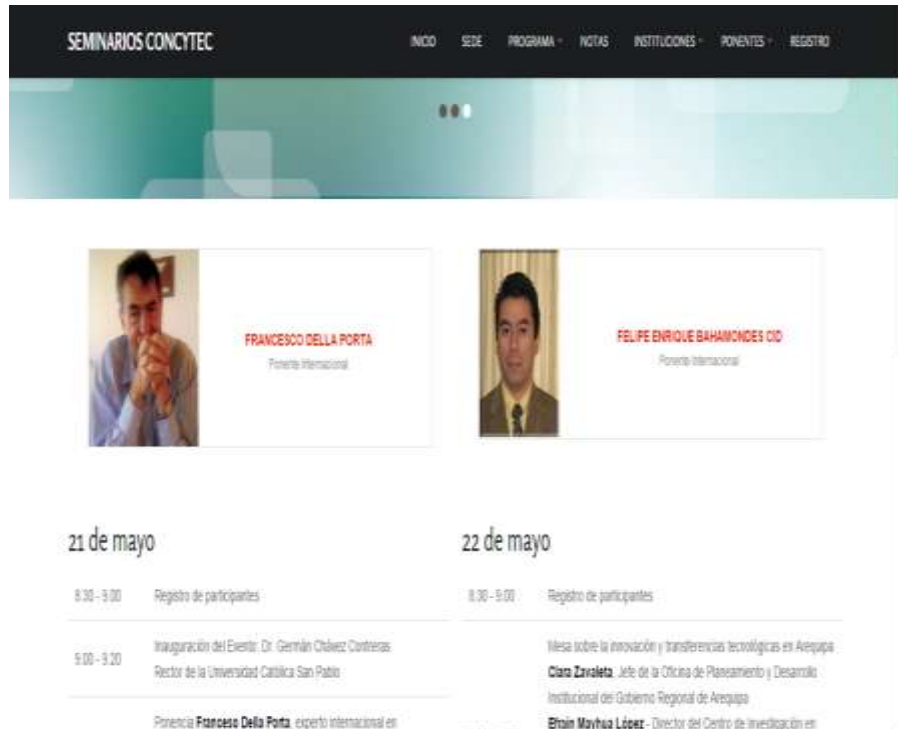 SEMINARIOS CONCYTEC
INICIO SEDE PROGRAMA NOTAS INSTITUCIONES PONENTES REGISTRO
FRANCESCO DELLA PORTA
Ponente Internacional
FELIPE ENRIQUE BAHAMONDES CID
Ponente Internacional
21 de mayo
8.30 - 9.00 Registro de participantes
9.00 - 9.20 Inauguración del Evento: Dr. Germán Chávez Contreras
Rector de la Universidad Católica San Pablo
Ponencia Franceso Della Porta, experto internacional en
22 de mayo
8.30 - 9.00 Registro de participantes
Mesa sobre la innovación y transferencias tecnológicas en Arequipa
Clara Zavaleta, Jefe de la Oficina de Planeamiento y Desarrollo
Institucional del Gobierno Regional de Arequipa
Efraín Mayhua López - Director del Centro de Investigación en